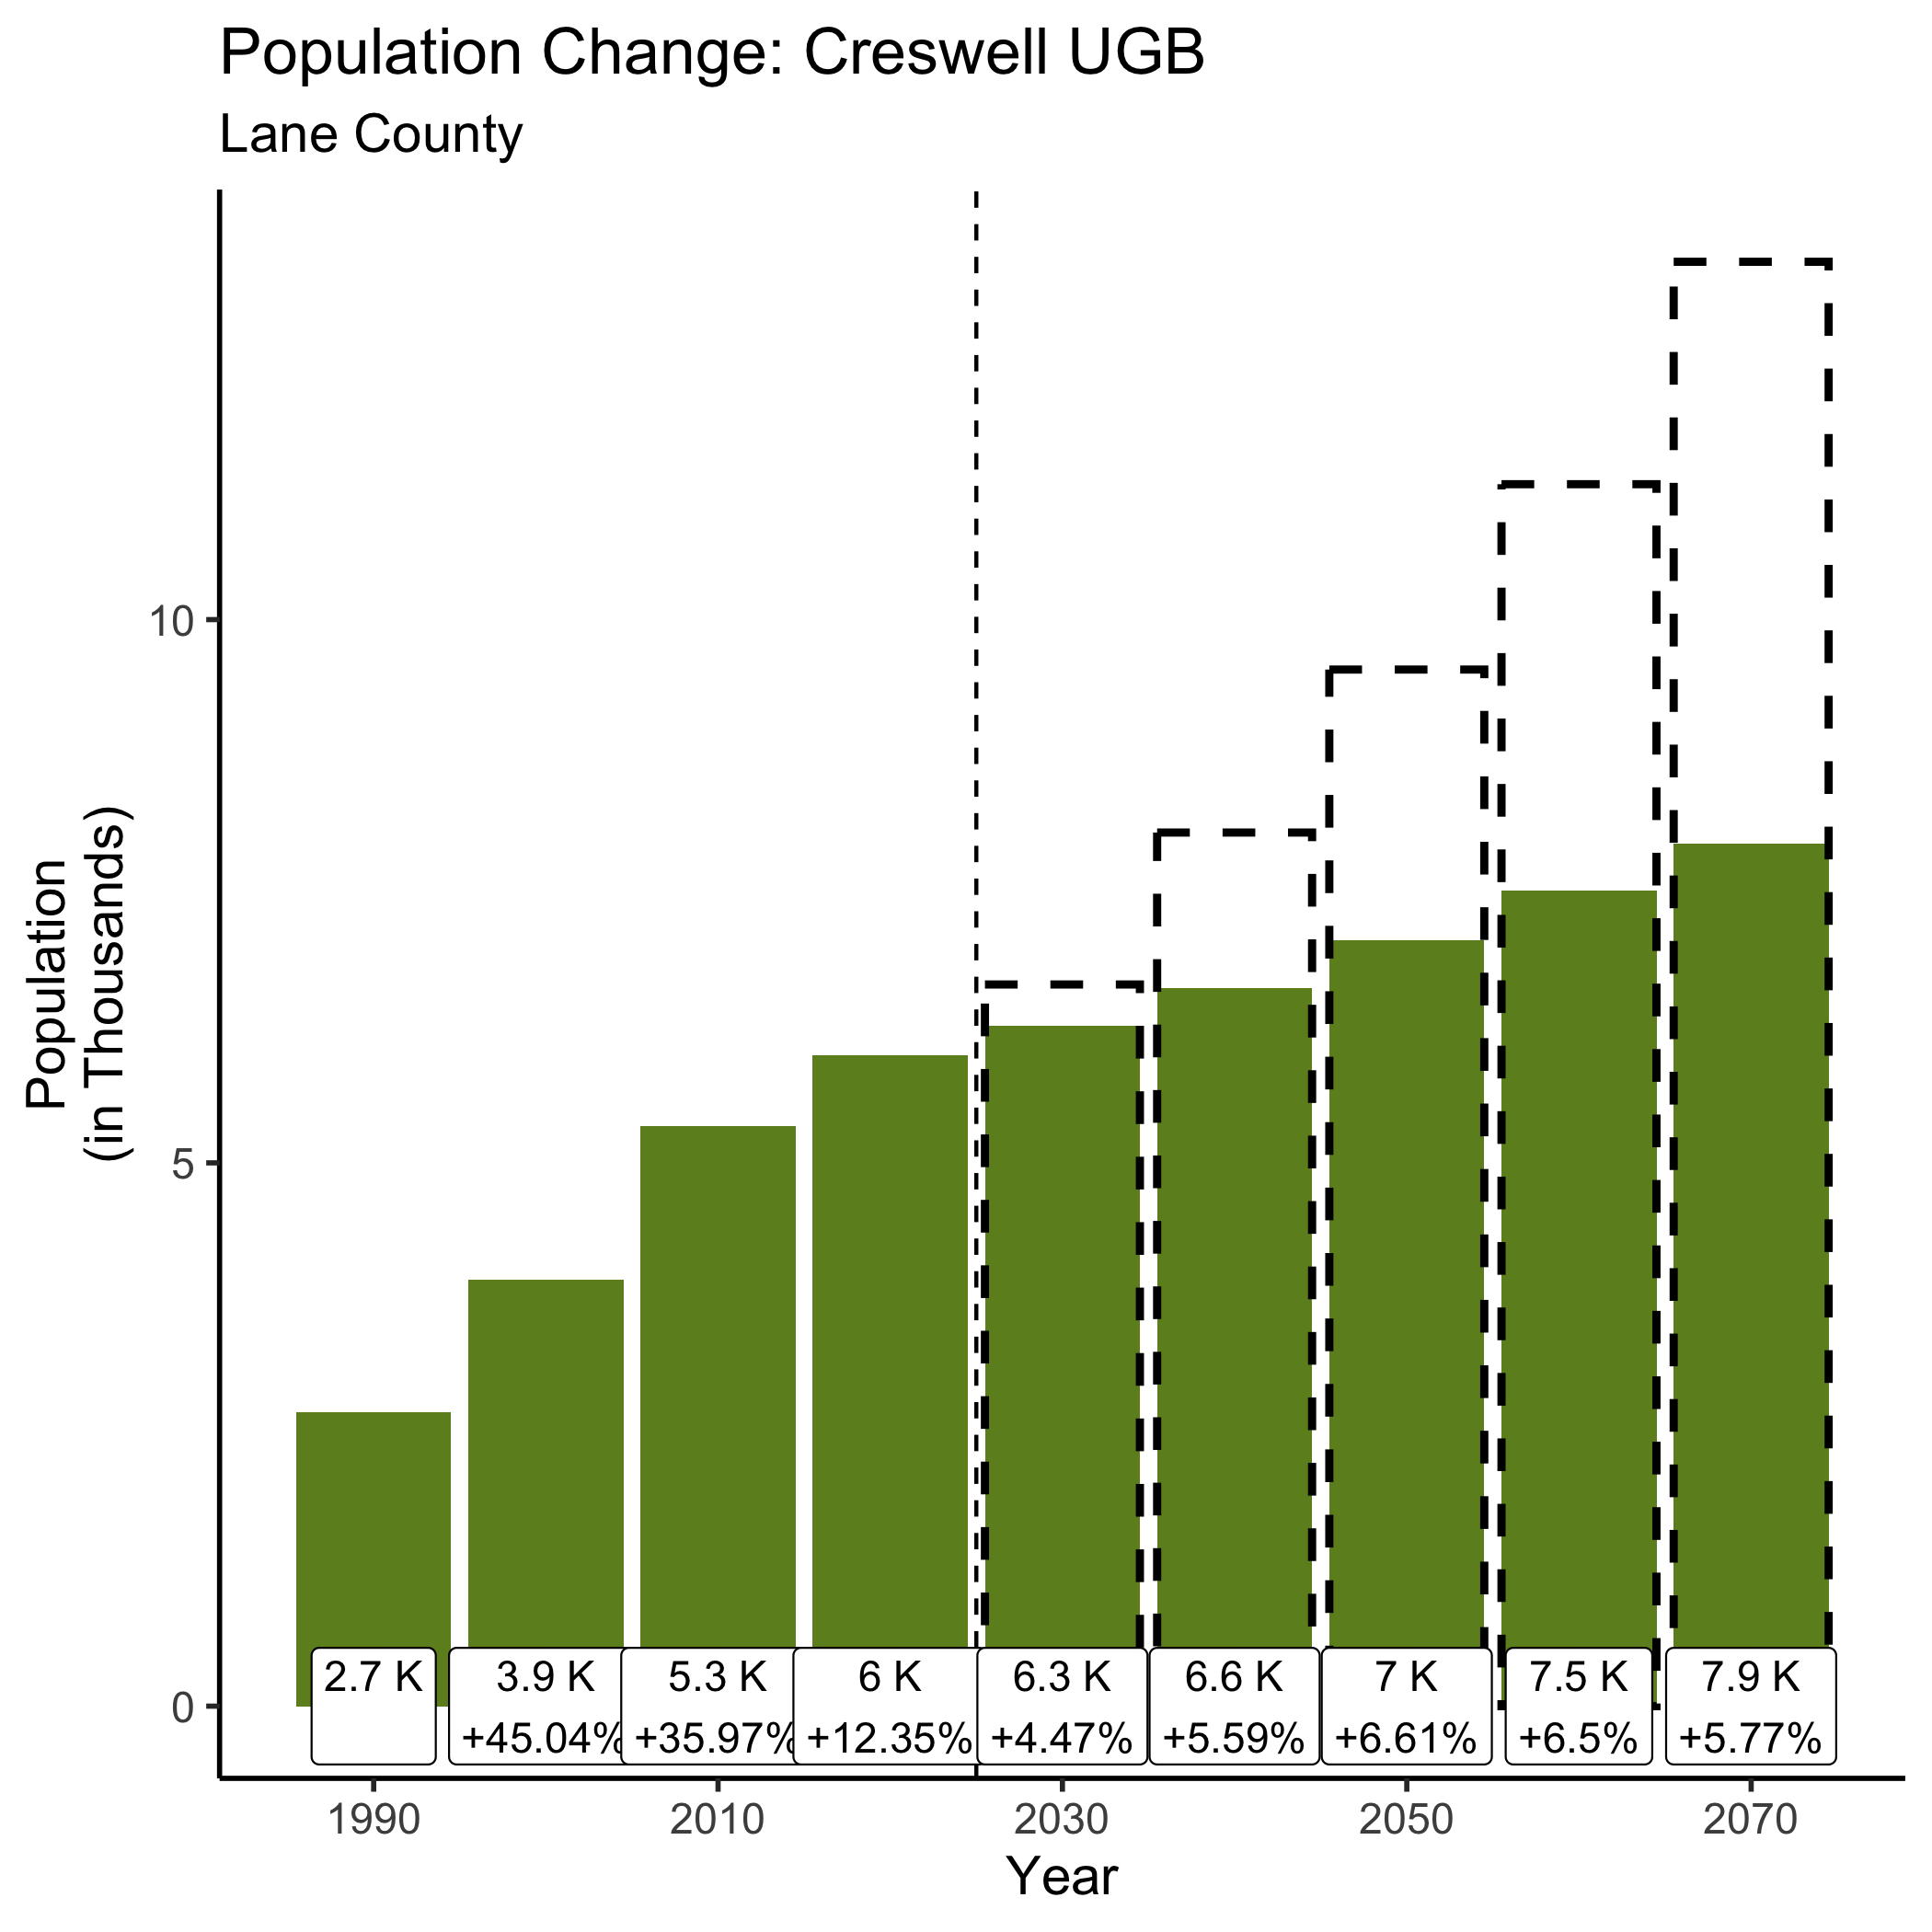 Population Change: Creswell UGB
Lane County
Population
(in Thousands)
10
5
0
2.7 K
3.9 K
+45.04%
5.3 K
+35.97%
6 K
+12.35%
6.3 K
+4.47%
6.6 K
+5.59%
7 K
+6.61%
7.5 K
+6.5%
7.9 K
+5.77%
1990
2010
2030
2050
2070
Year